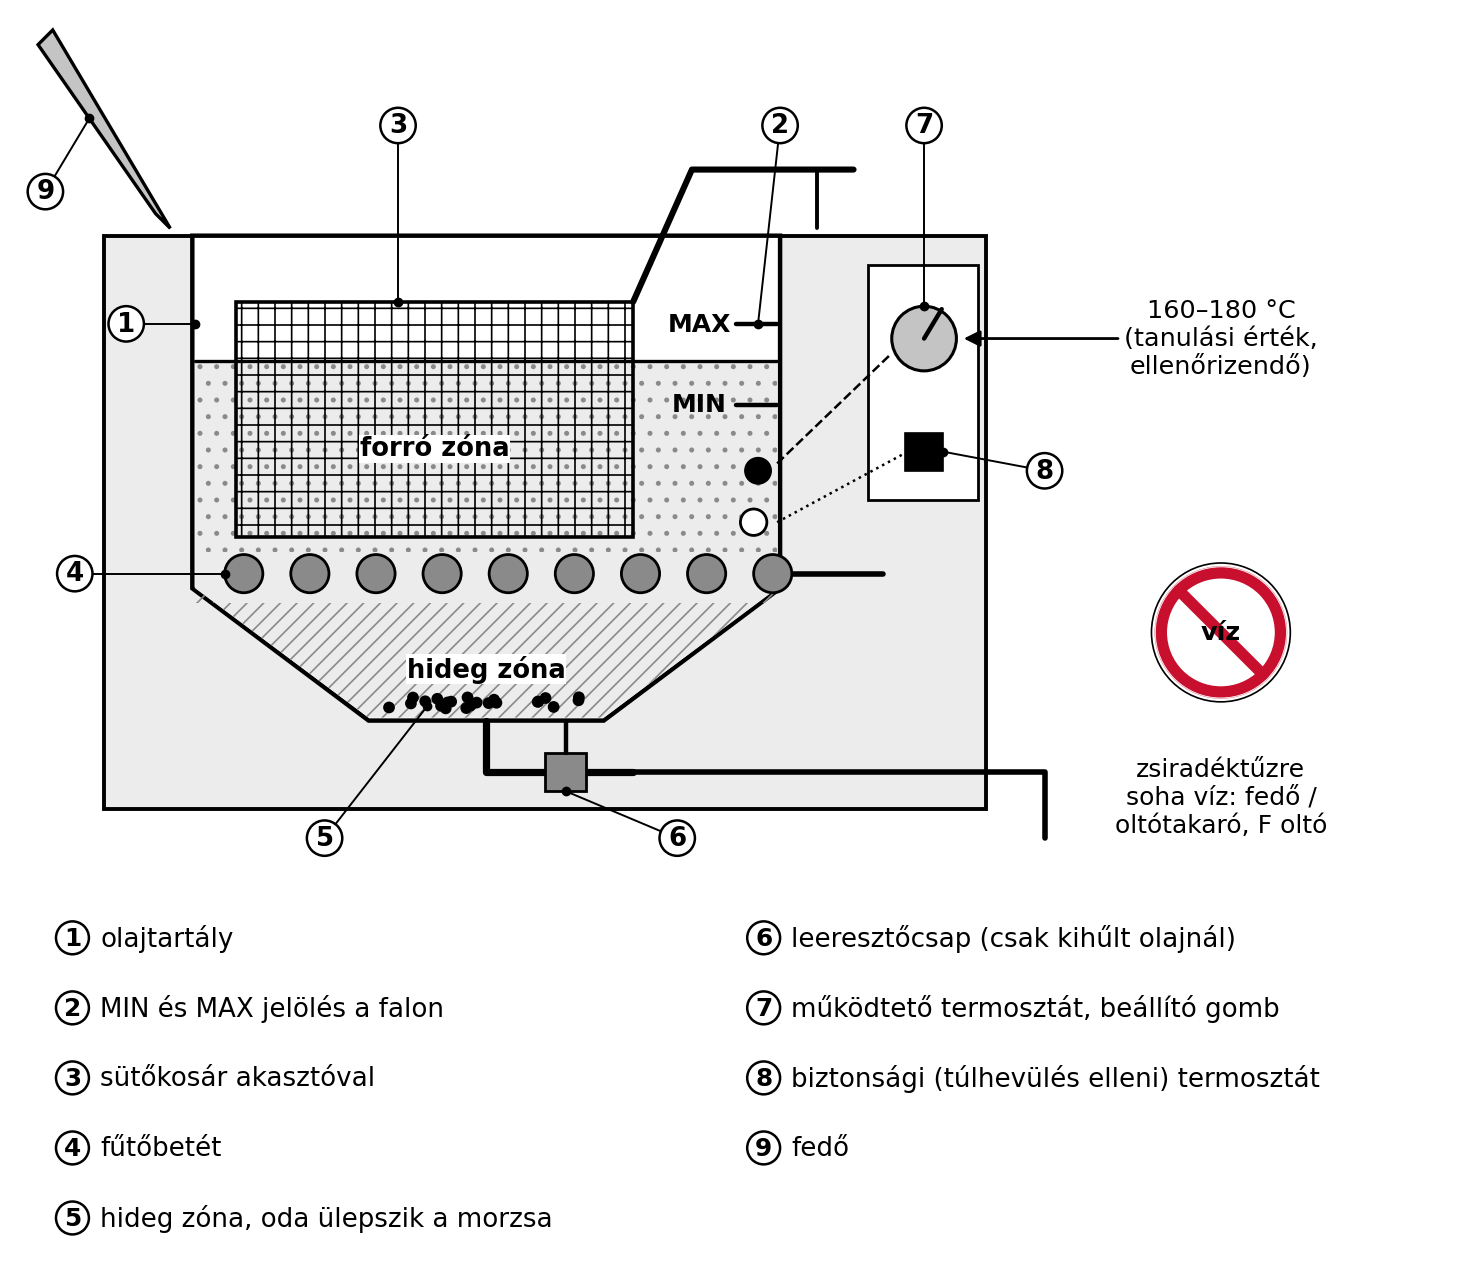 3
2
7
9
160–180 °C
(tanulási érték,
ellenőrizendő)
1
MAX
MIN
forró zóna
8
4
víz
hideg zóna
zsiradéktűzre
soha víz: fedő /
oltótakaró, F oltó
5
6
1 olajtartály
2 MIN és MAX jelölés a falon
3 sütőkosár akasztóval
4 fűtőbetét
5 hideg zóna, oda ülepszik a morzsa
6 leeresztőcsap (csak kihűlt olajnál)
7 működtető termosztát, beállító gomb
8 biztonsági (túlhevülés elleni) termosztát
9 fedő